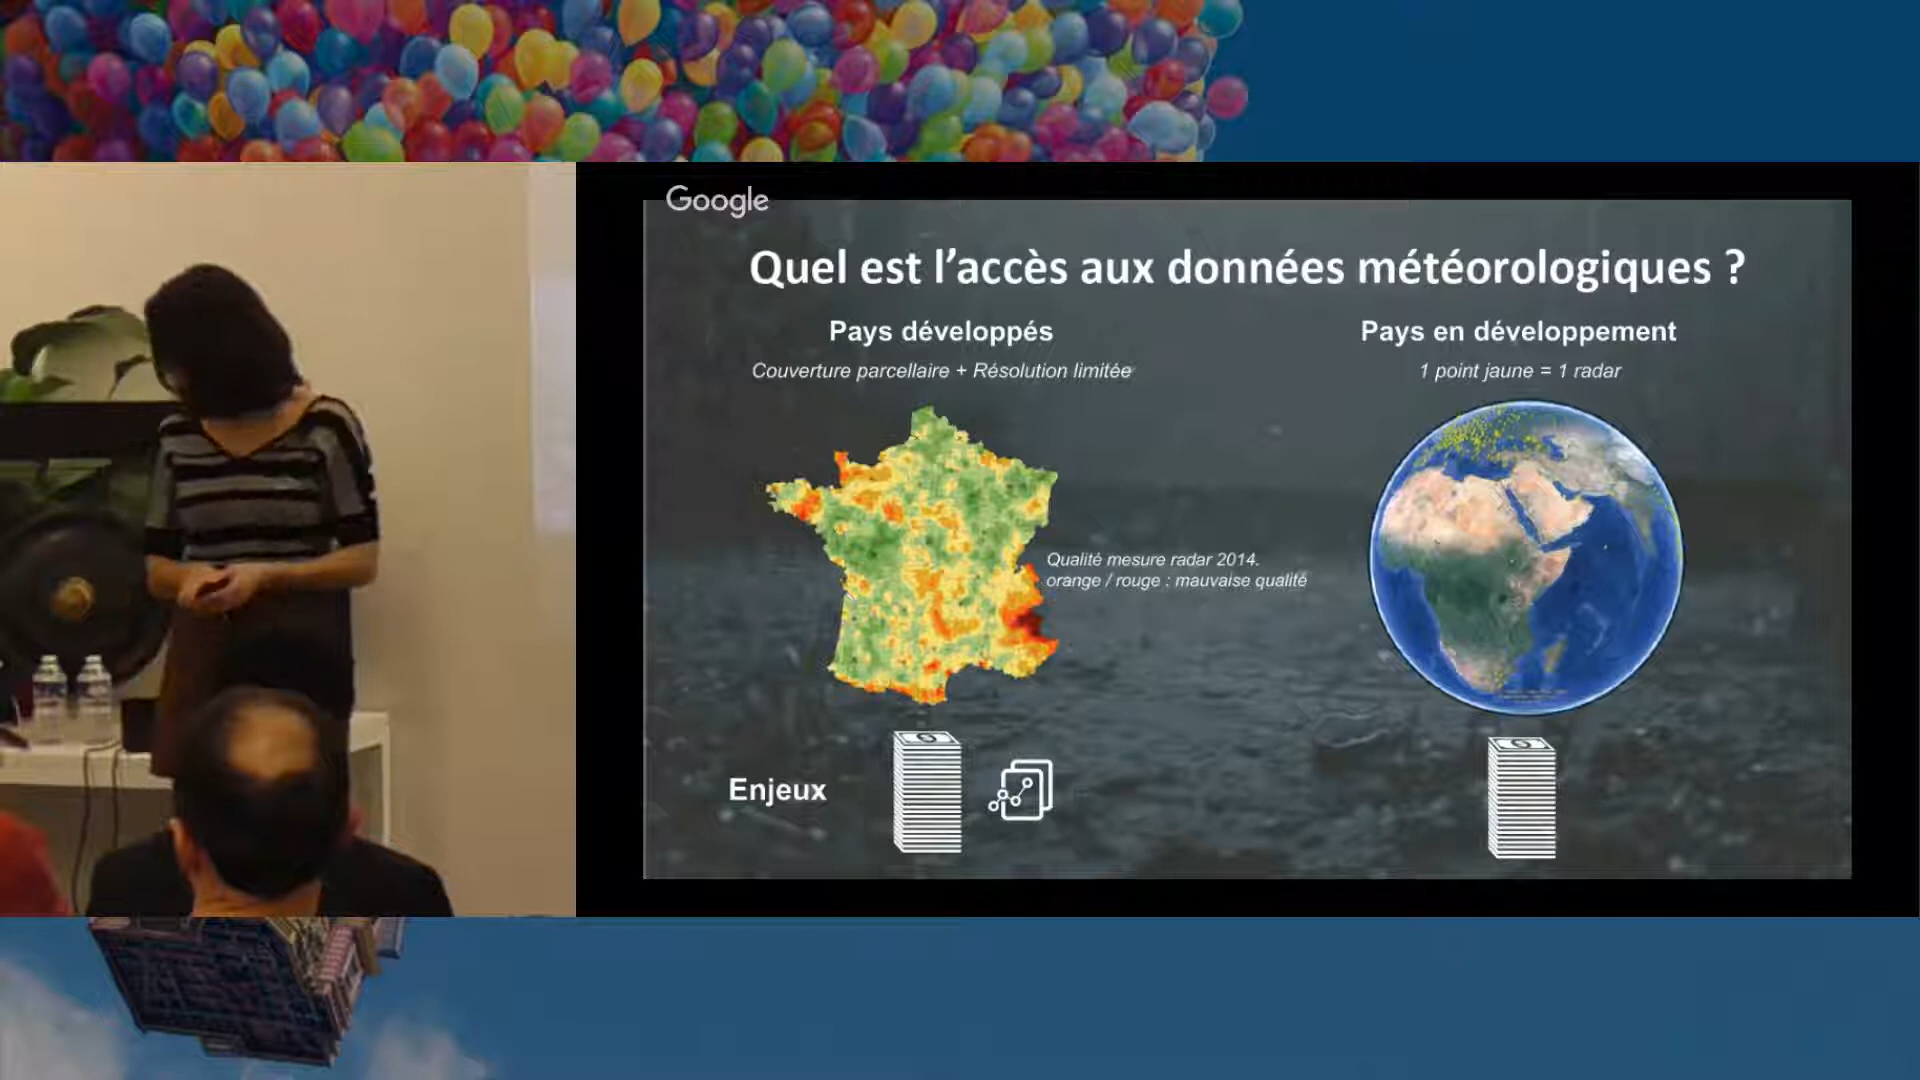 Google
Quel est l’accès aux données météorologiques ?
Pays développés
Couverture parcellaire + Résolution limitée
Pays en développement
1 point jaune = 1 radar
Qualité mesure radar 2014.
orange / rouge : mauvaise qualité
Enjeux